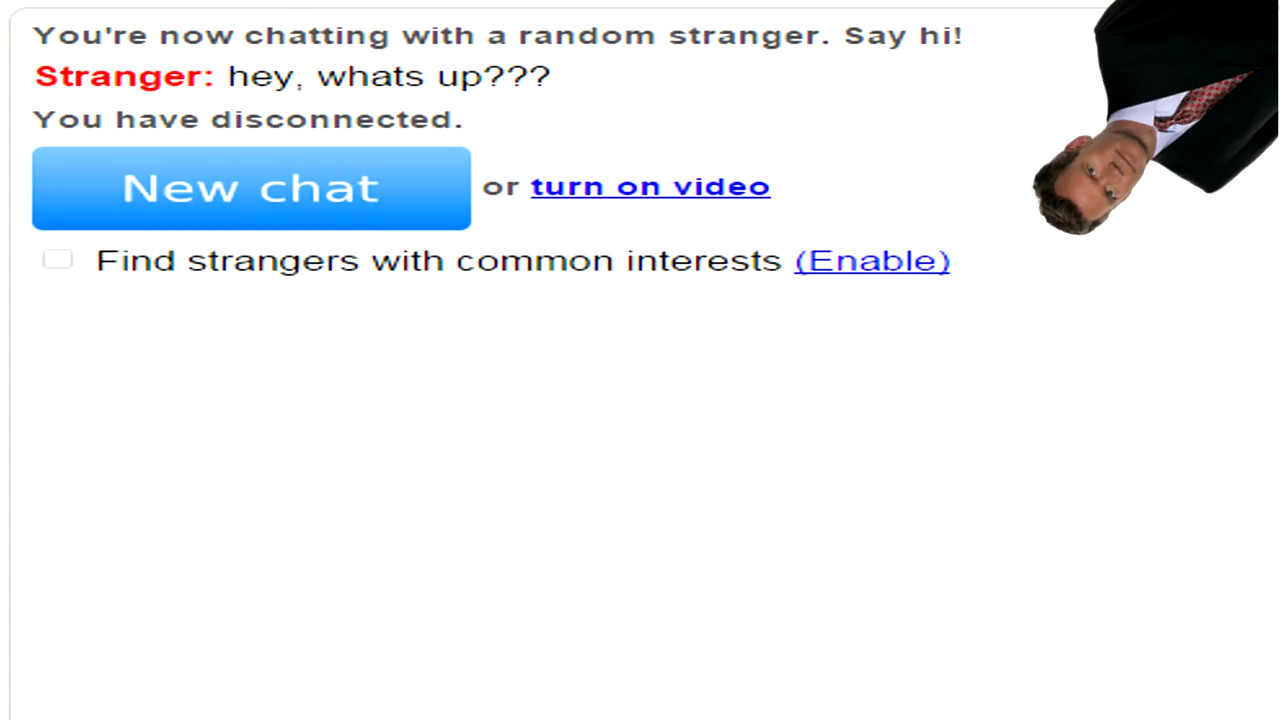 You're now chatting with a random stranger. Say hi!
Stranger: hey, whats up???
You have disconnected.
New chat or turn on video
Find strangers with common interests (Enable)